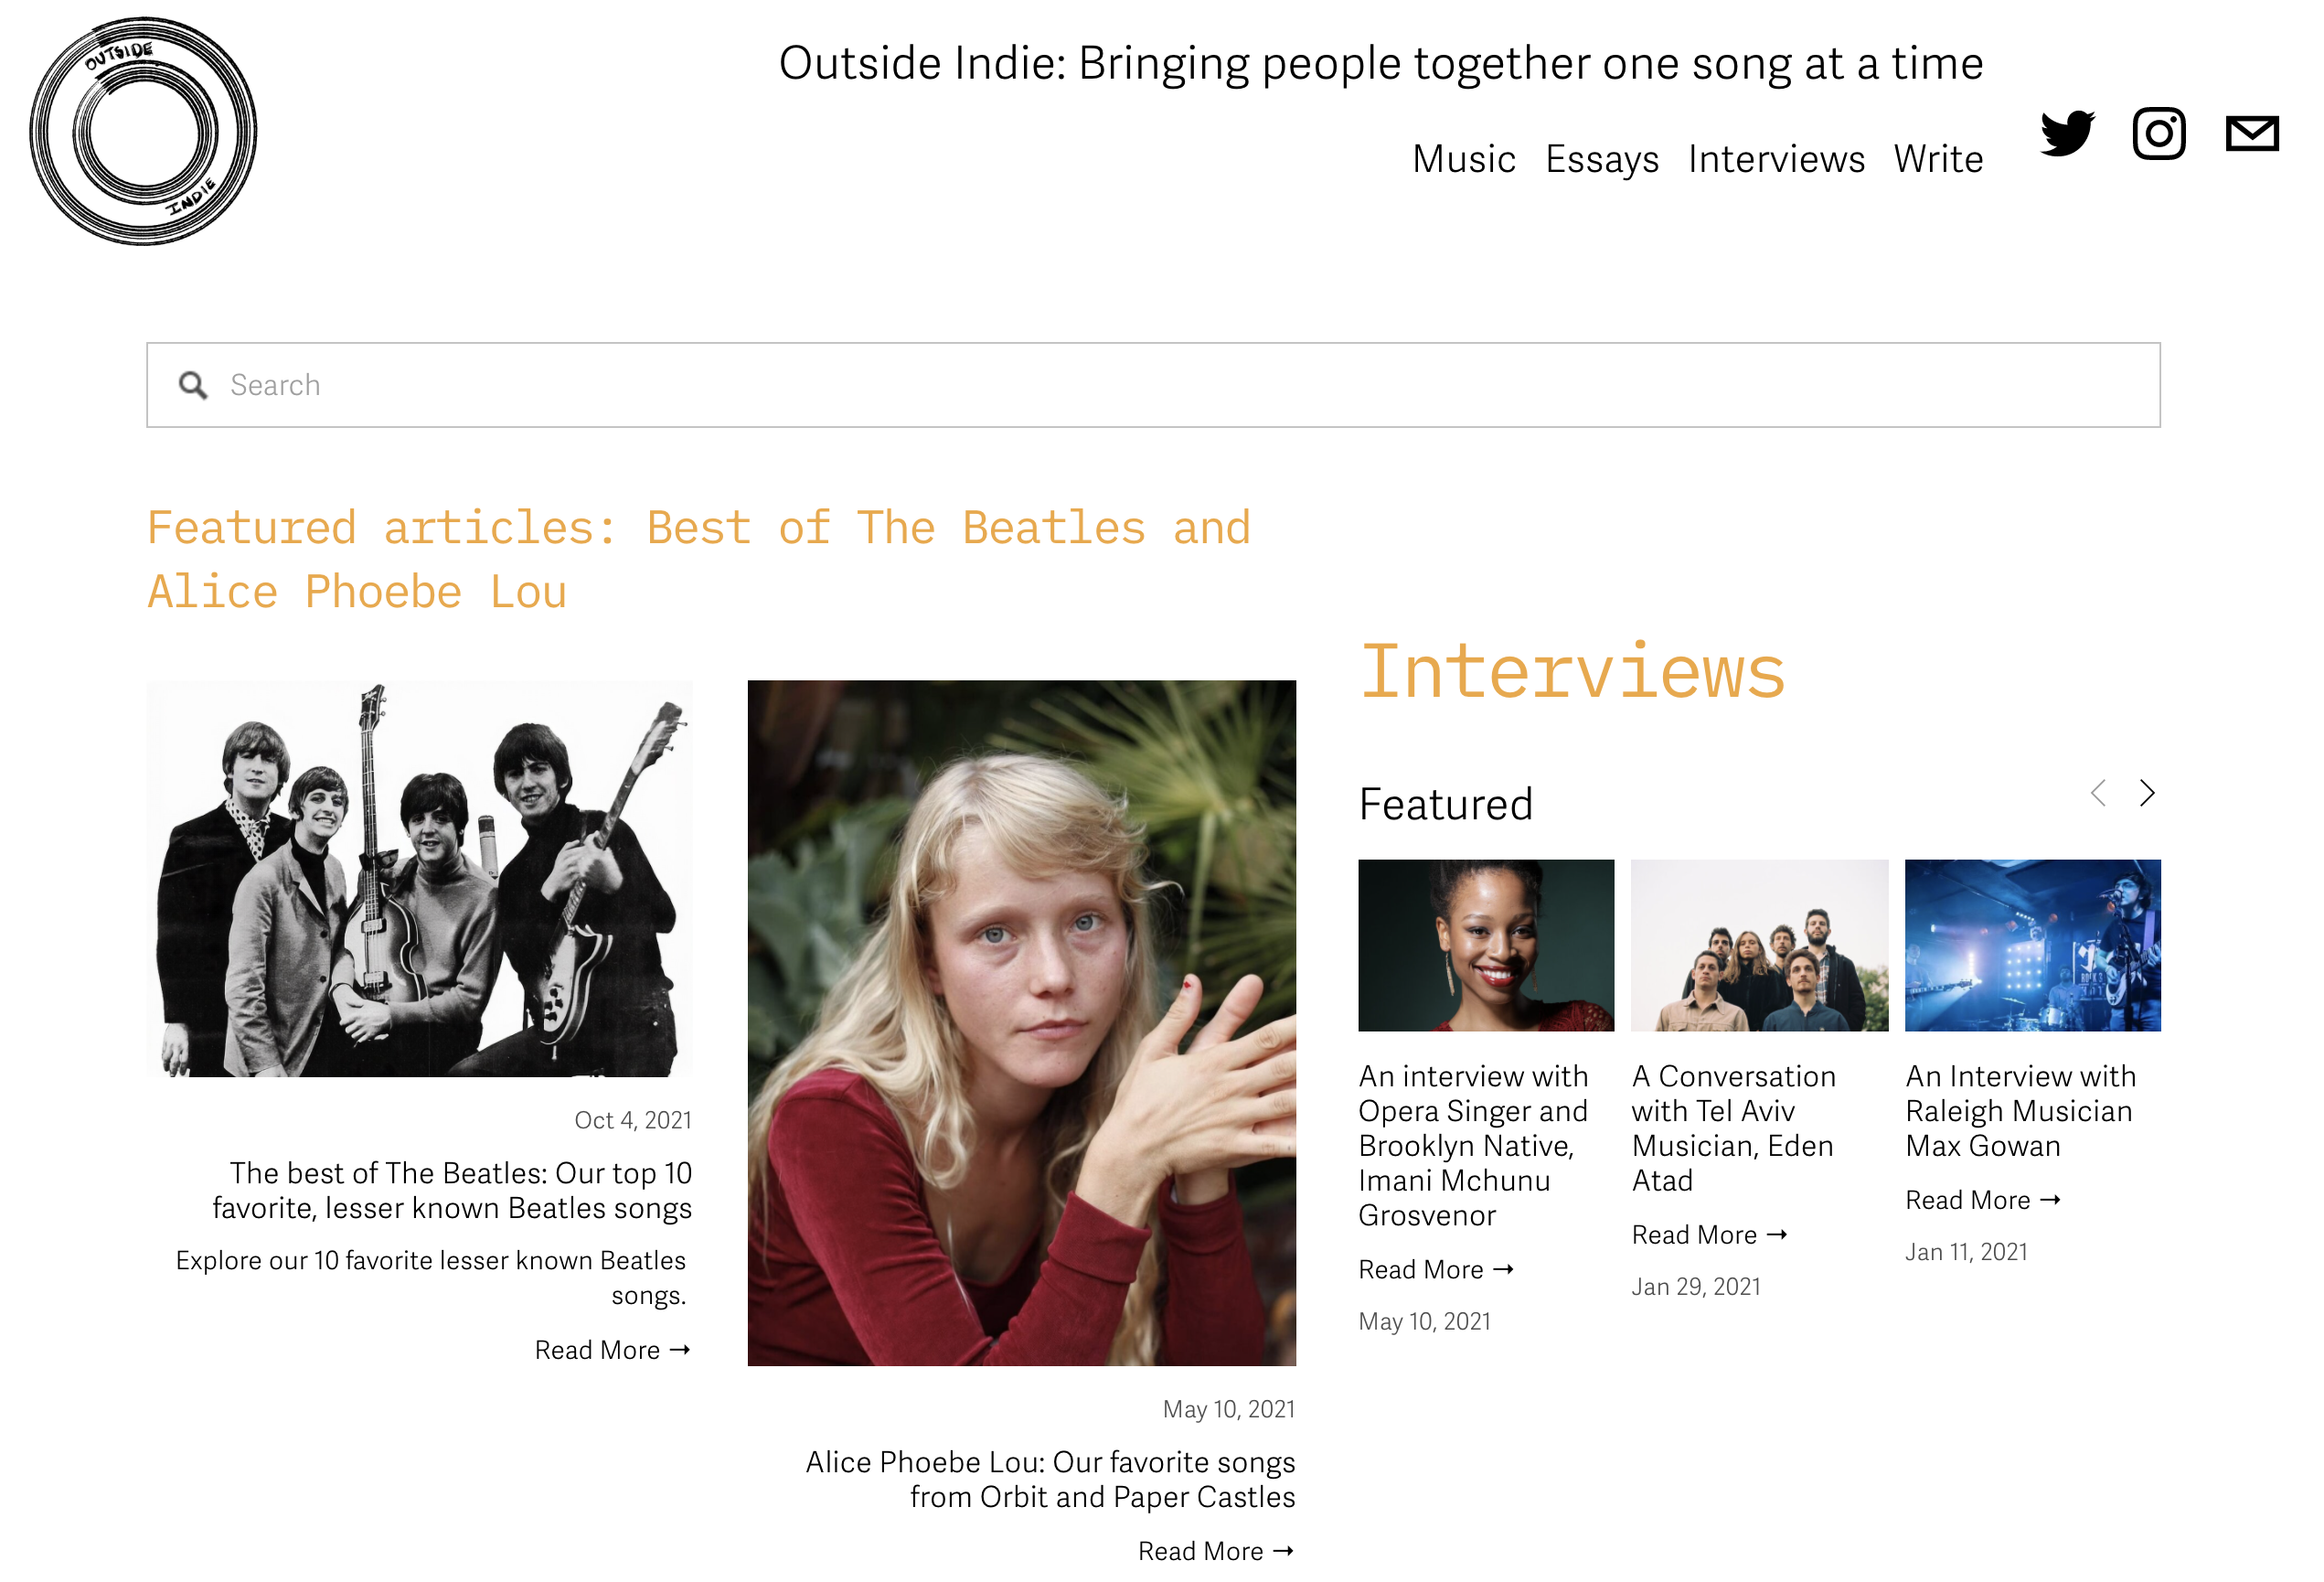 OUTSIDE
INDIE
Outside Indie: Bringing people together one song at a time
Music Essays Interviews Write
Search
Featured articles: Best of The Beatles and
Alice Phoebe Lou
Oct 4, 2021
The best of The Beatles: Our top 10
favorite, lesser known Beatles songs
Explore our 10 favorite lesser known Beatles
songs.
Read More →
May 10, 2021
Alice Phoebe Lou: Our favorite songs
from Orbit and Paper Castles
Read More →
Interviews
Featured
An interview with
Opera Singer and
Brooklyn Native,
Imani Mchunu
Grosvenor
Read More →
May 10, 2021
A Conversation
with Tel Aviv
Musician, Eden
Atad
Read More →
Jan 29, 2021
An Interview with
Raleigh Musician
Max Gowan
Read More →
Jan 11, 2021